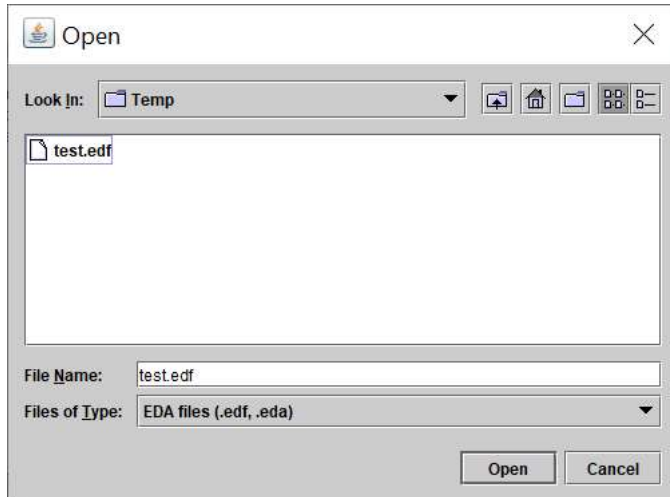 Open
Look In: Temp
test.edf
File Name: test.edf
Files of Type: EDA files (.edf, .eda)
Open Cancel